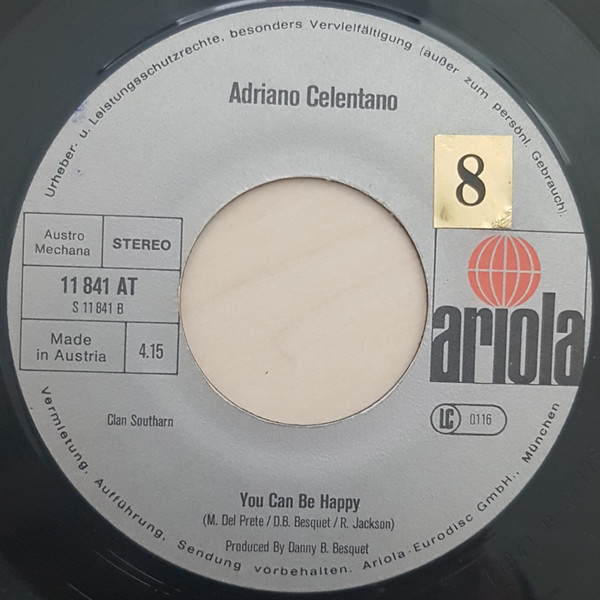 Urheber- u. Leistungsschutzrechte, besonders Vervielfältigung (außer zum persönl. Gebrauch).
Adriano Celentano
8
Austro
Mechana
STEREO
11 841 AT
S 11 841 B
Made
in Austria
4.15
ariola
LC 0116
Clan Southarn
You Can Be Happy
(M. Del Prete / D.B. Besquet / R. Jackson)
Produced By Danny B. Besquet
Vermietung, Aufführung, Sendung vorbehalten. Ariola-Eurodisc GmbH., München